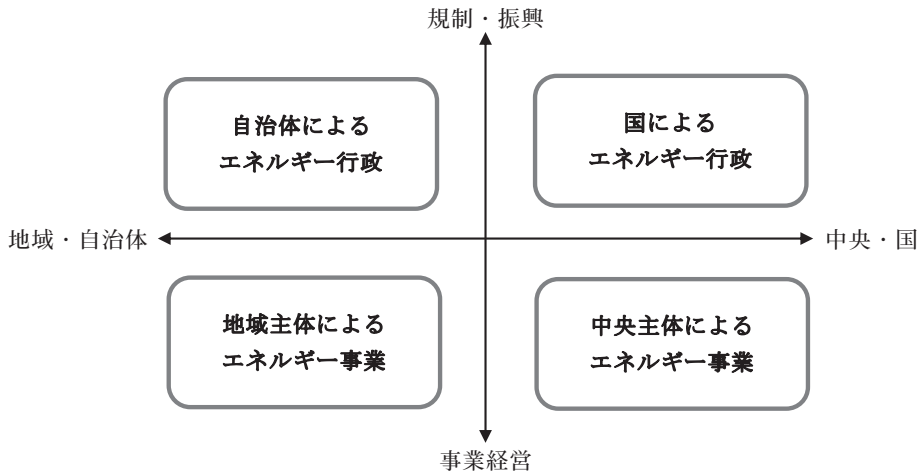 規制・振興
自治体による
エネルギー行政
国による
エネルギー行政
地域・自治体
中央・国
地域主体による
エネルギー事業
中央主体による
エネルギー事業
事業経営